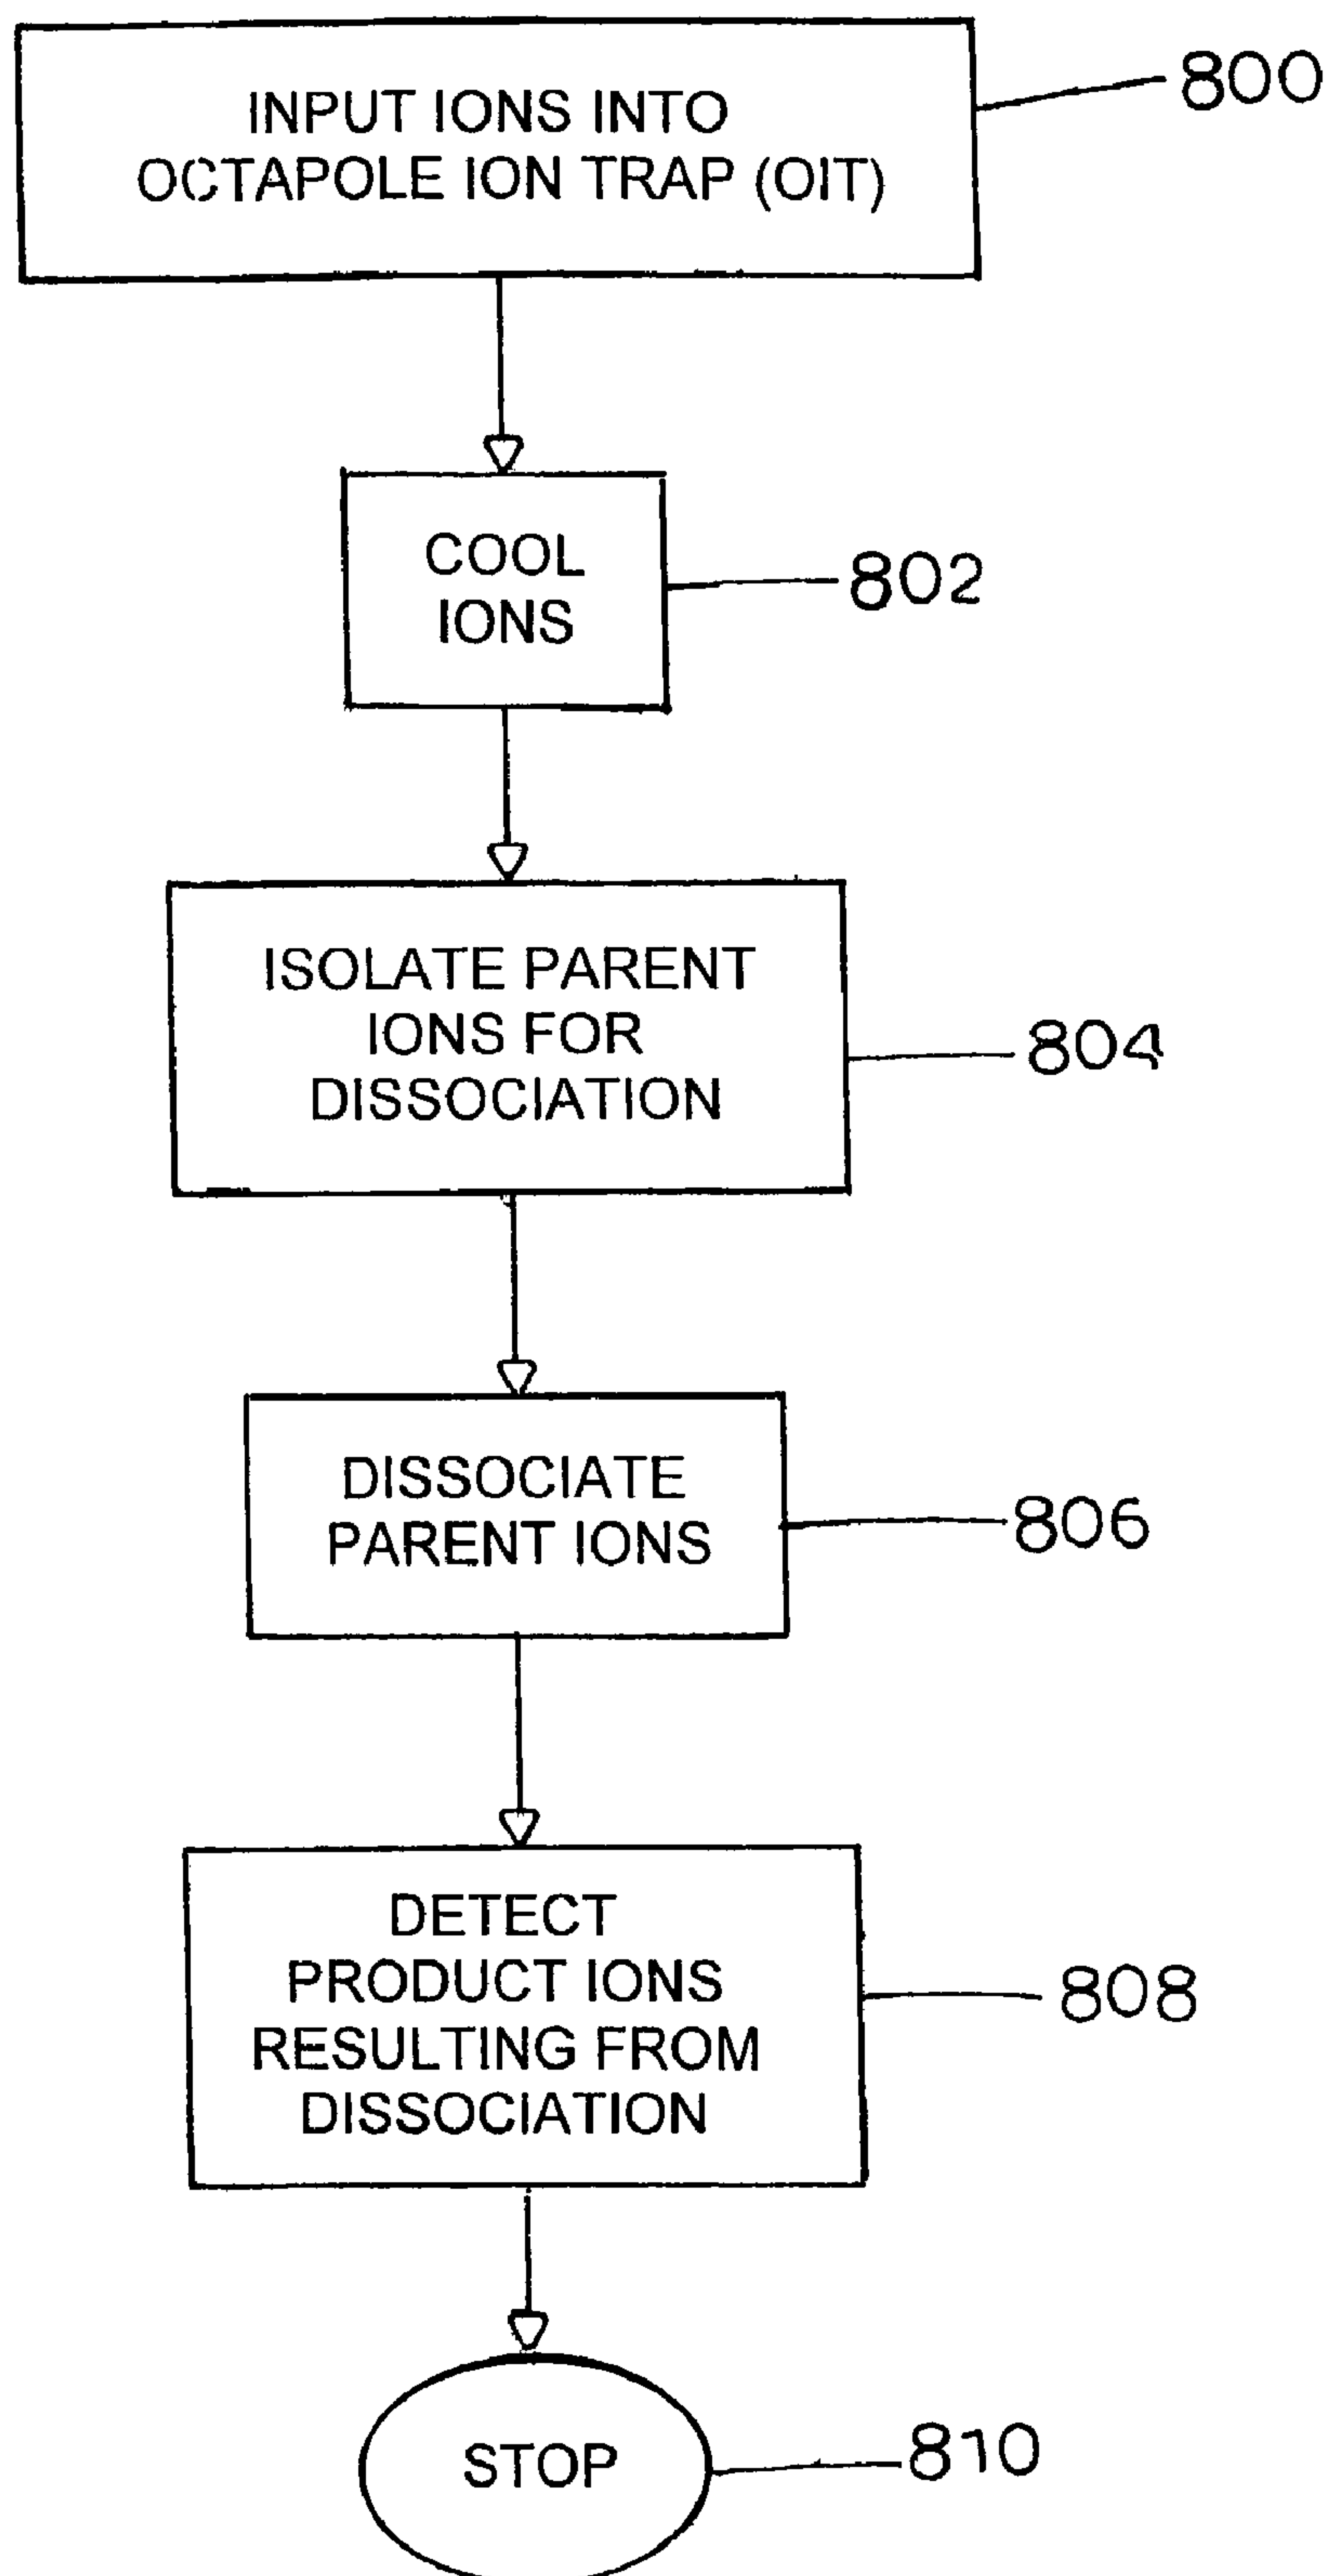 INPUT IONS INTO
OCTAPOLE ION TRAP (OIT)
800
COOL
IONS
802
ISOLATE PARENT
IONS FOR
DISSOCIATION
804
DISSOCIATE
PARENT IONS
806
DETECT
PRODUCT IONS
RESULTING FROM
DISSOCIATION
808
STOP
810